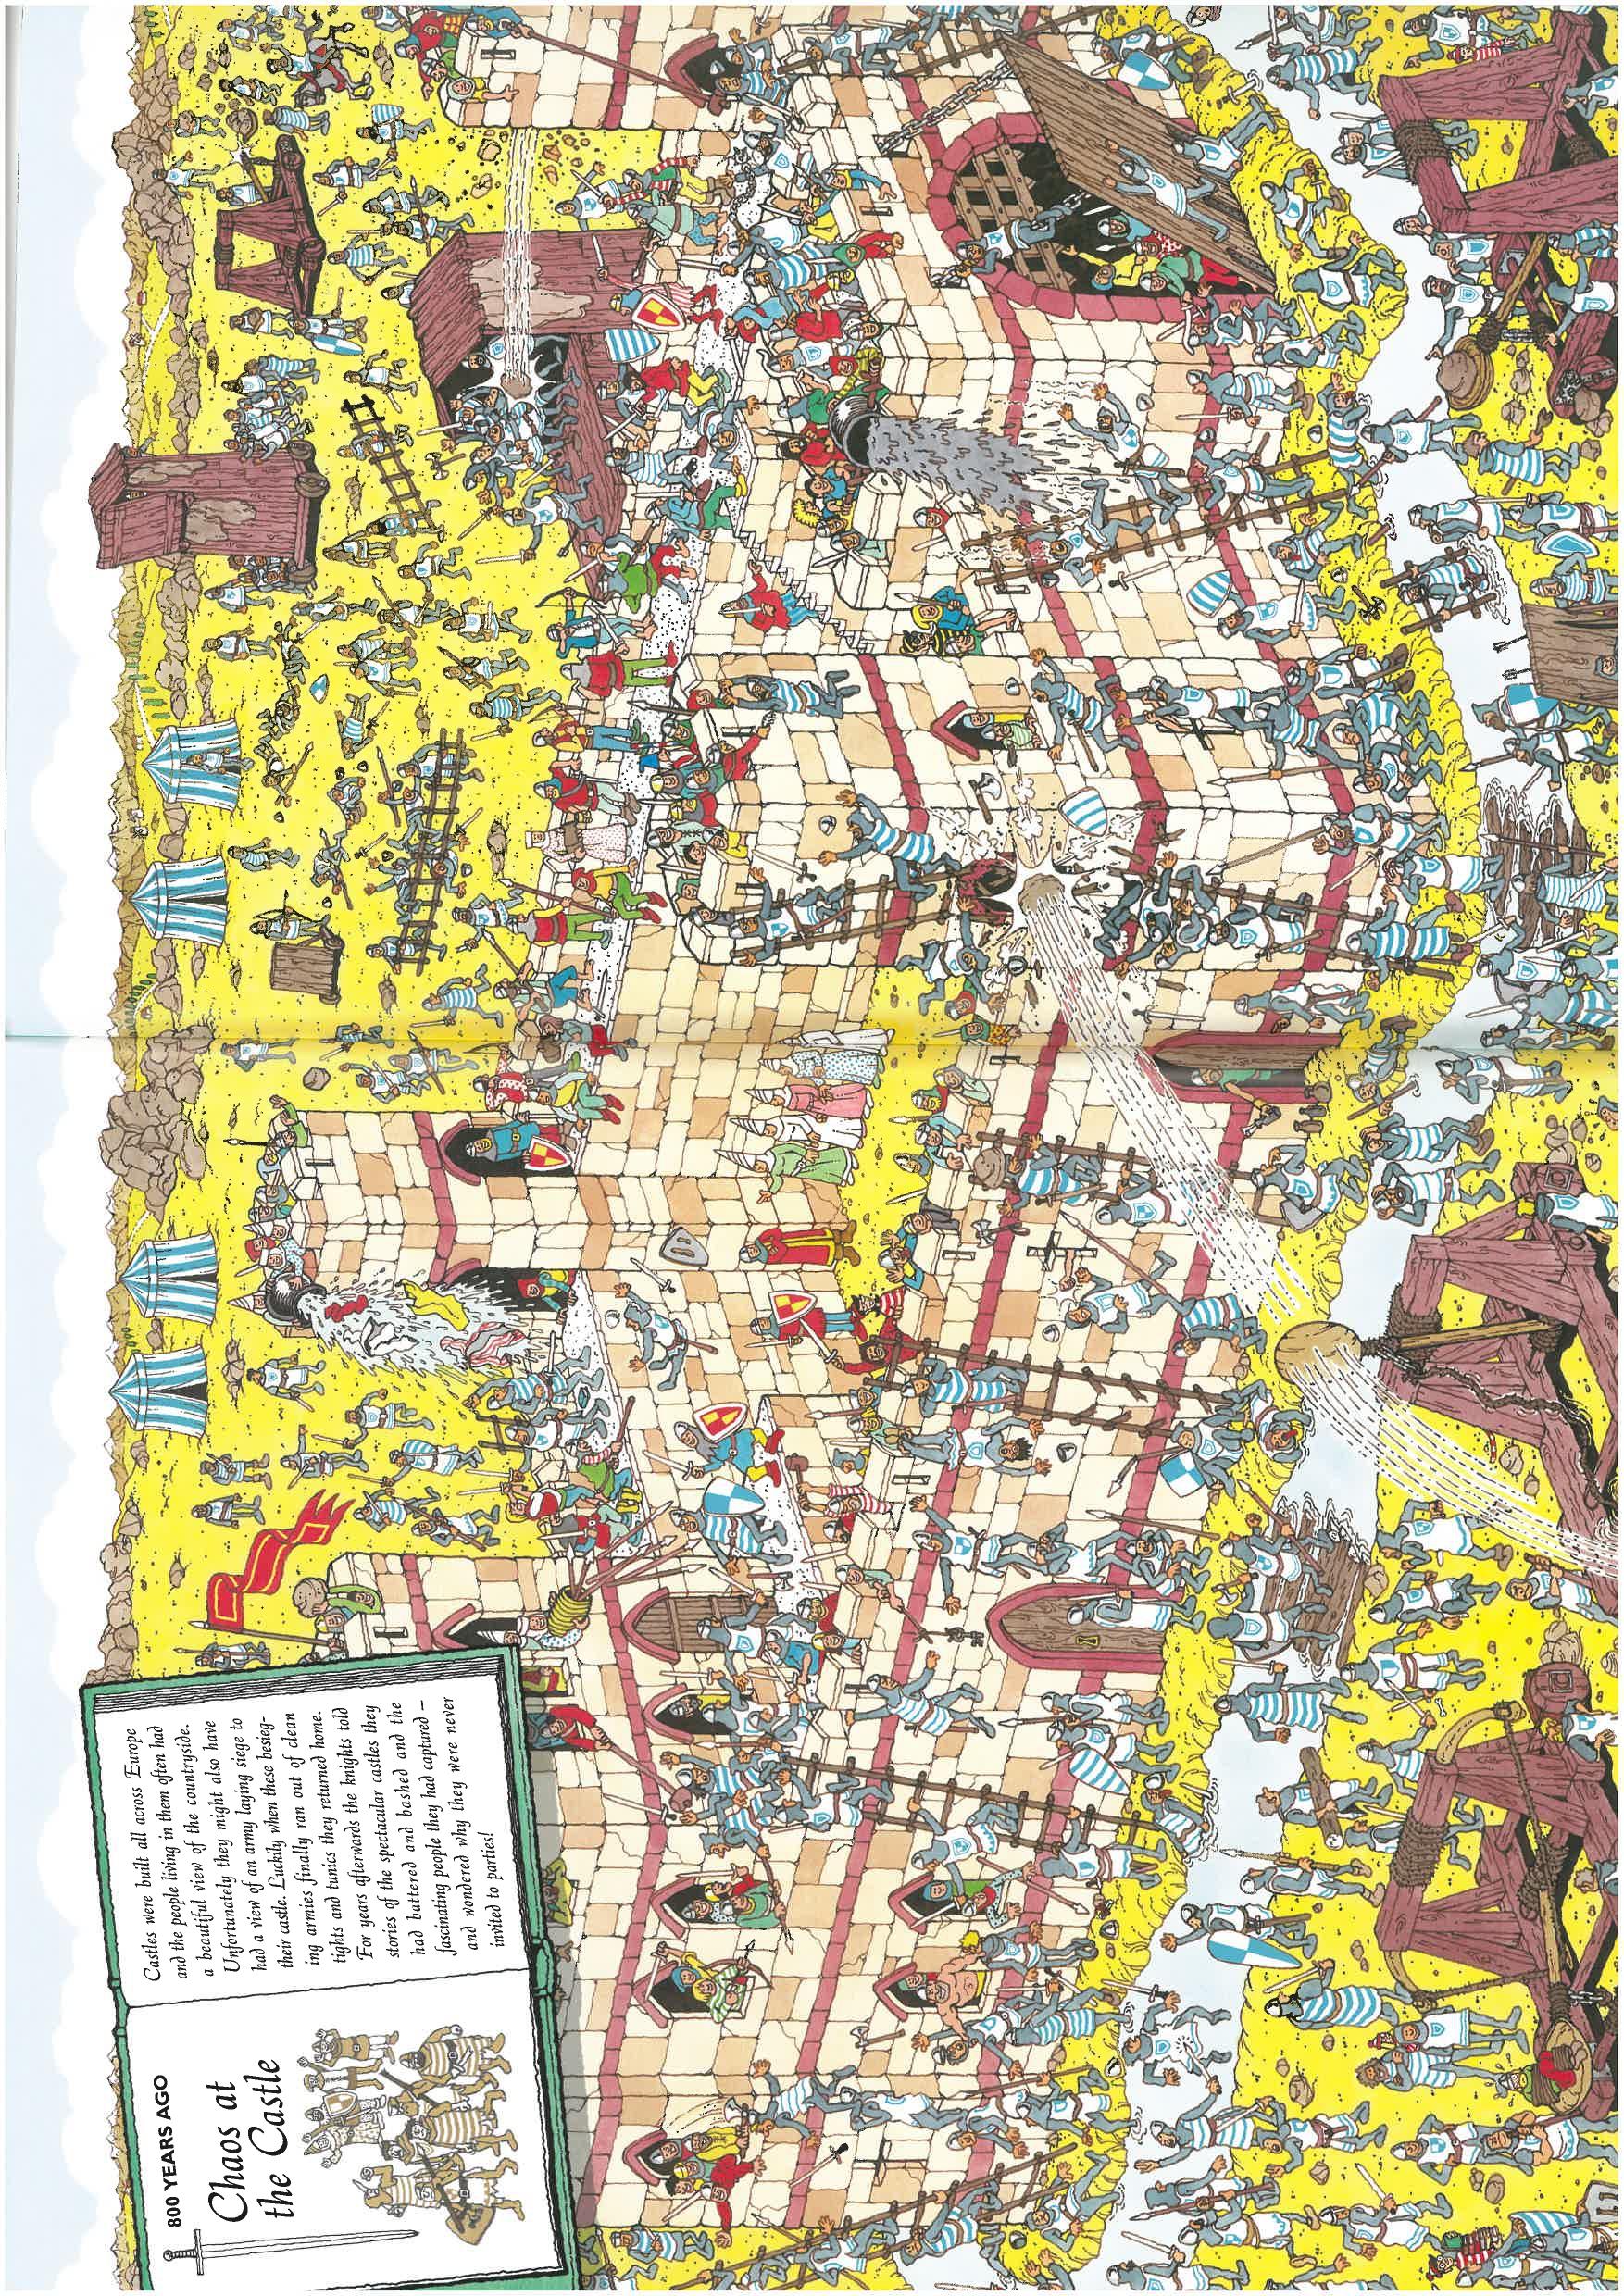 800 YEARS AGO
Chaos at
the Castle
Castles were built all across Europe
and the people living in them often had
a beautiful view of the countryside.
Unfortunately they might also have
had a view of an army laying siege to
their castle. Luckily when these besieg-
ing armies finally ran out of clean
tights and tunics they returned home.
For years afterwards the knights told
stories of the spectacular castles they
had battered and bashed and the
fascinating people they had captured –
and wondered why they were never
invited to parties!